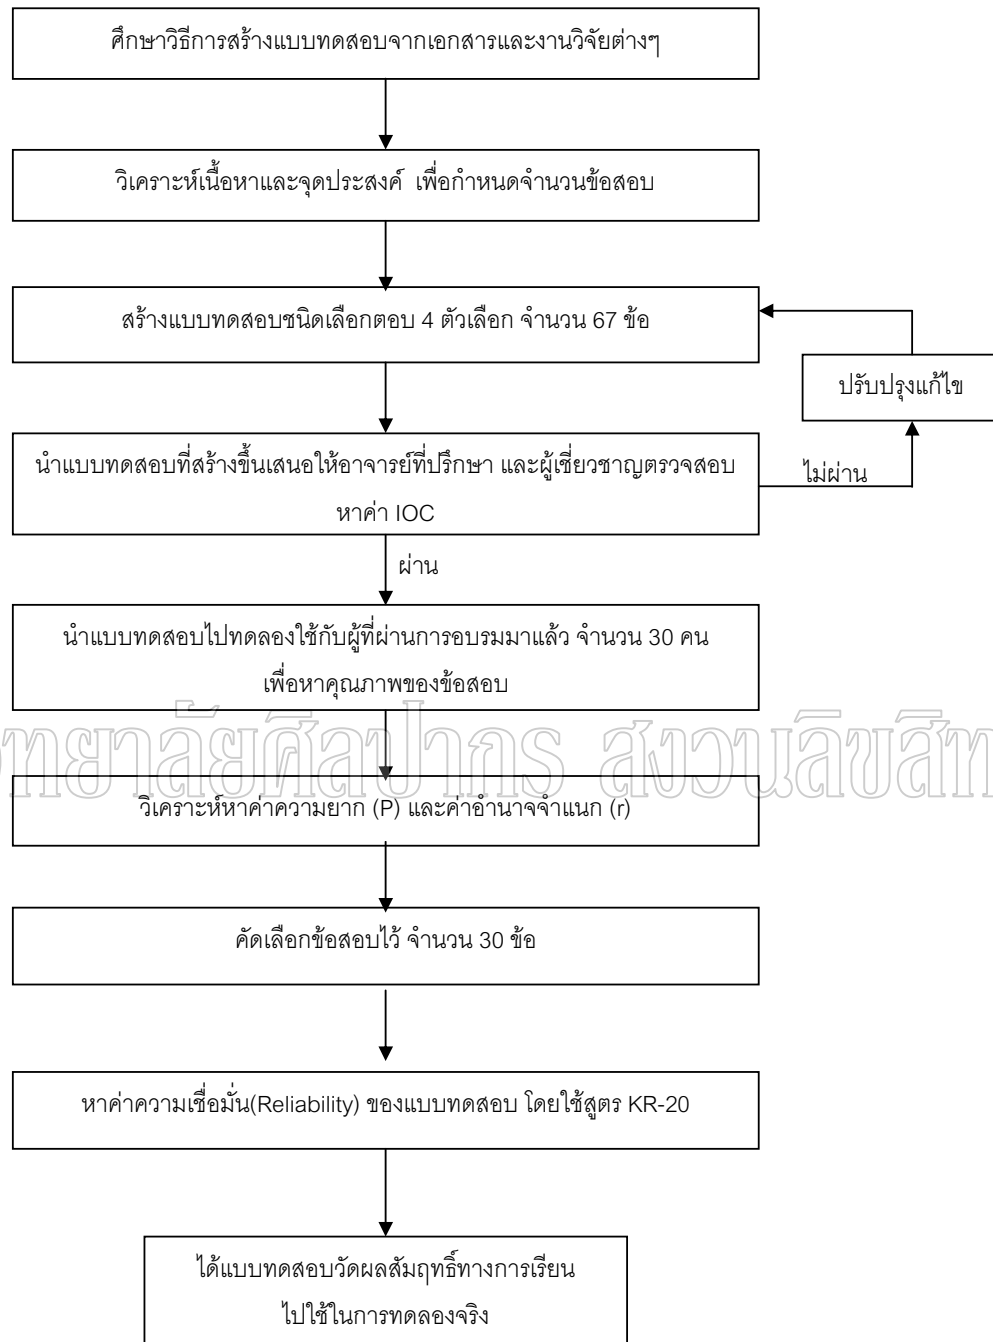 ศึกษาวิธีการสร้างแบบทดสอบจากเอกสารและงานวิจัยต่างๆ
วิเคราะห์เนื้อหาและจุดประสงค์ เพื่อกำหนดจำนวนข้อสอบ
สร้างแบบทดสอบชนิดเลือกตอบ 4 ตัวเลือก จำนวน 67 ข้อ
ปรับปรุงแก้ไข
นำแบบทดสอบที่สร้างขึ้นเสนอให้อาจารย์ที่ปรึกษา และผู้เชี่ยวชาญตรวจสอบ
หาค่า IOC
ไม่ผ่าน
ผ่าน
นำแบบทดสอบไปทดลองใช้กับผู้ที่ผ่านการอบรมมาแล้ว จำนวน 30 คน
เพื่อหาคุณภาพของข้อสอบ
ทยาลัยศิลปากร สงวนลิขสิท
วิเคราะห์หาค่าความยาก (P) และค่าอำนาจจำแนก (r)
คัดเลือกข้อสอบไว้ จำนวน 30 ข้อ
หาค่าความเชื่อมั่น(Reliability) ของแบบทดสอบ โดยใช้สูตร KR-20
ได้แบบทดสอบวัดผลสัมฤทธิ์ทางการเรียน
ไปใช้ในการทดลองจริง